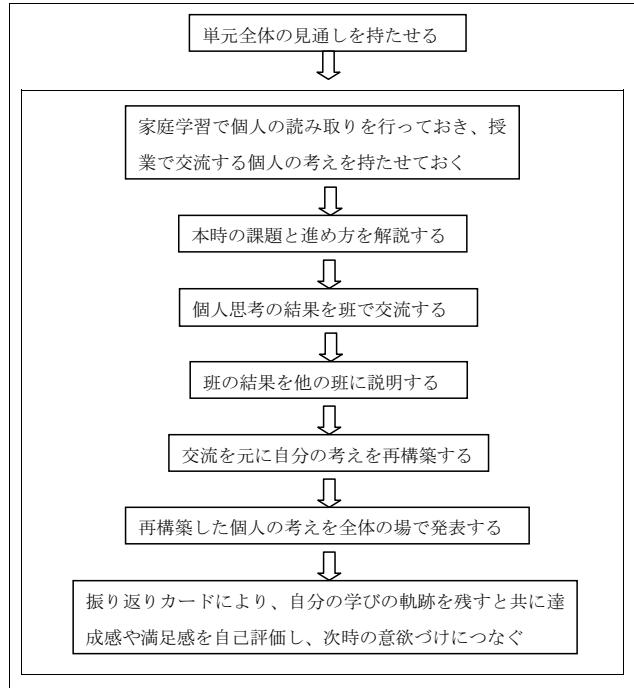 単元全体の見通しを持たせる
家庭学習で個人の読み取りを行っておき、授
業で交流する個人の考えを持たせておく
本時の課題と進め方を解説する
個人思考の結果を班で交流する
班の結果を他の班に説明する
交流を元に自分の考えを再構築する
再構築した個人の考えを全体の場で発表する
振り返りカードにより、自分の学びの軌跡を残すと共に達
成感や満足感を自己評価し、次時の意欲づけにつなぐ